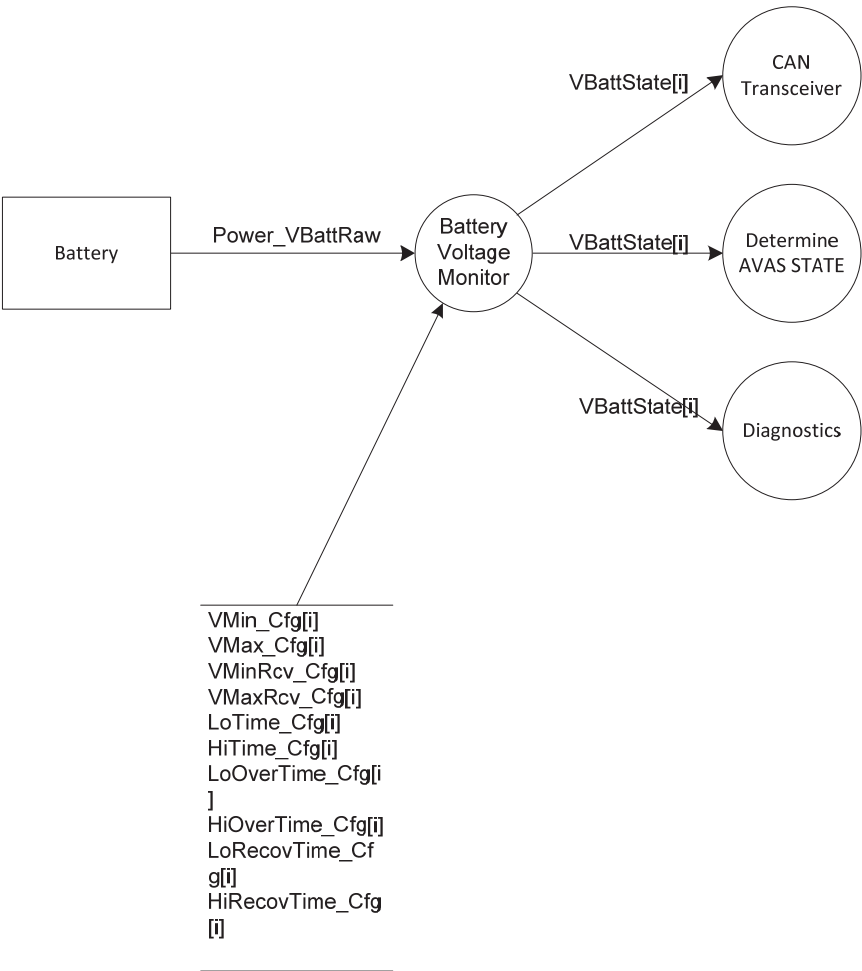 CAN
Transceiver
VBattState[i]
Battery
Power_VBattRaw
Battery
Voltage
Monitor
VBattState[i]
Determine
AVAS STATE
VBattState[i]
Diagnostics
VMin_Cfg[i]
VMax_Cfg[i]
VMinRcv_Cfg[i]
VMaxRcv_Cfg[i]
LoTime_Cfg[i]
HiTime_Cfg[i]
LoOverTime_Cfg[i
]
HiOverTime_Cfg[i]
LoRecovTime_Cf
g[i]
HiRecovTime_Cfg
[i]